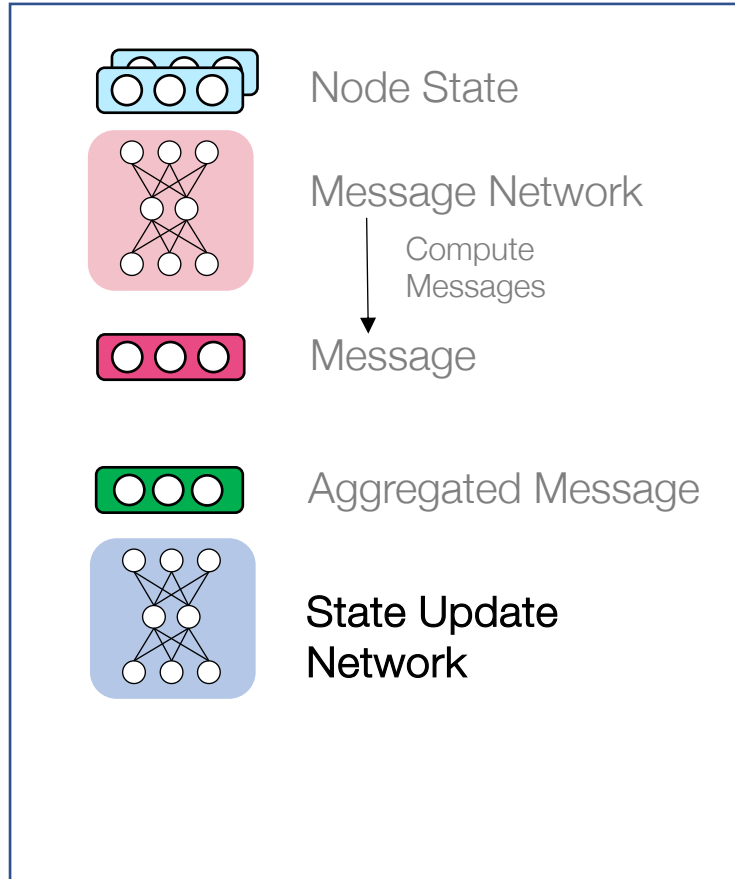 Node State
Message Network
Compute
Messages
Message
Aggregated Message
State Update
Network